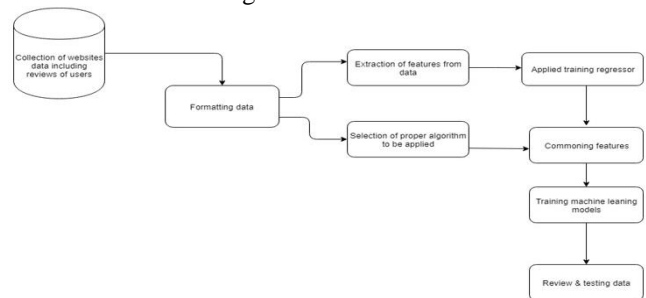 Collection of websites
data including
reviews of users
Formatting data
Extraction of features from
data
Applied training regressor
Selection of proper algorithm
to be applied
Commoning features
Training machine leaning
models
Review & testing data